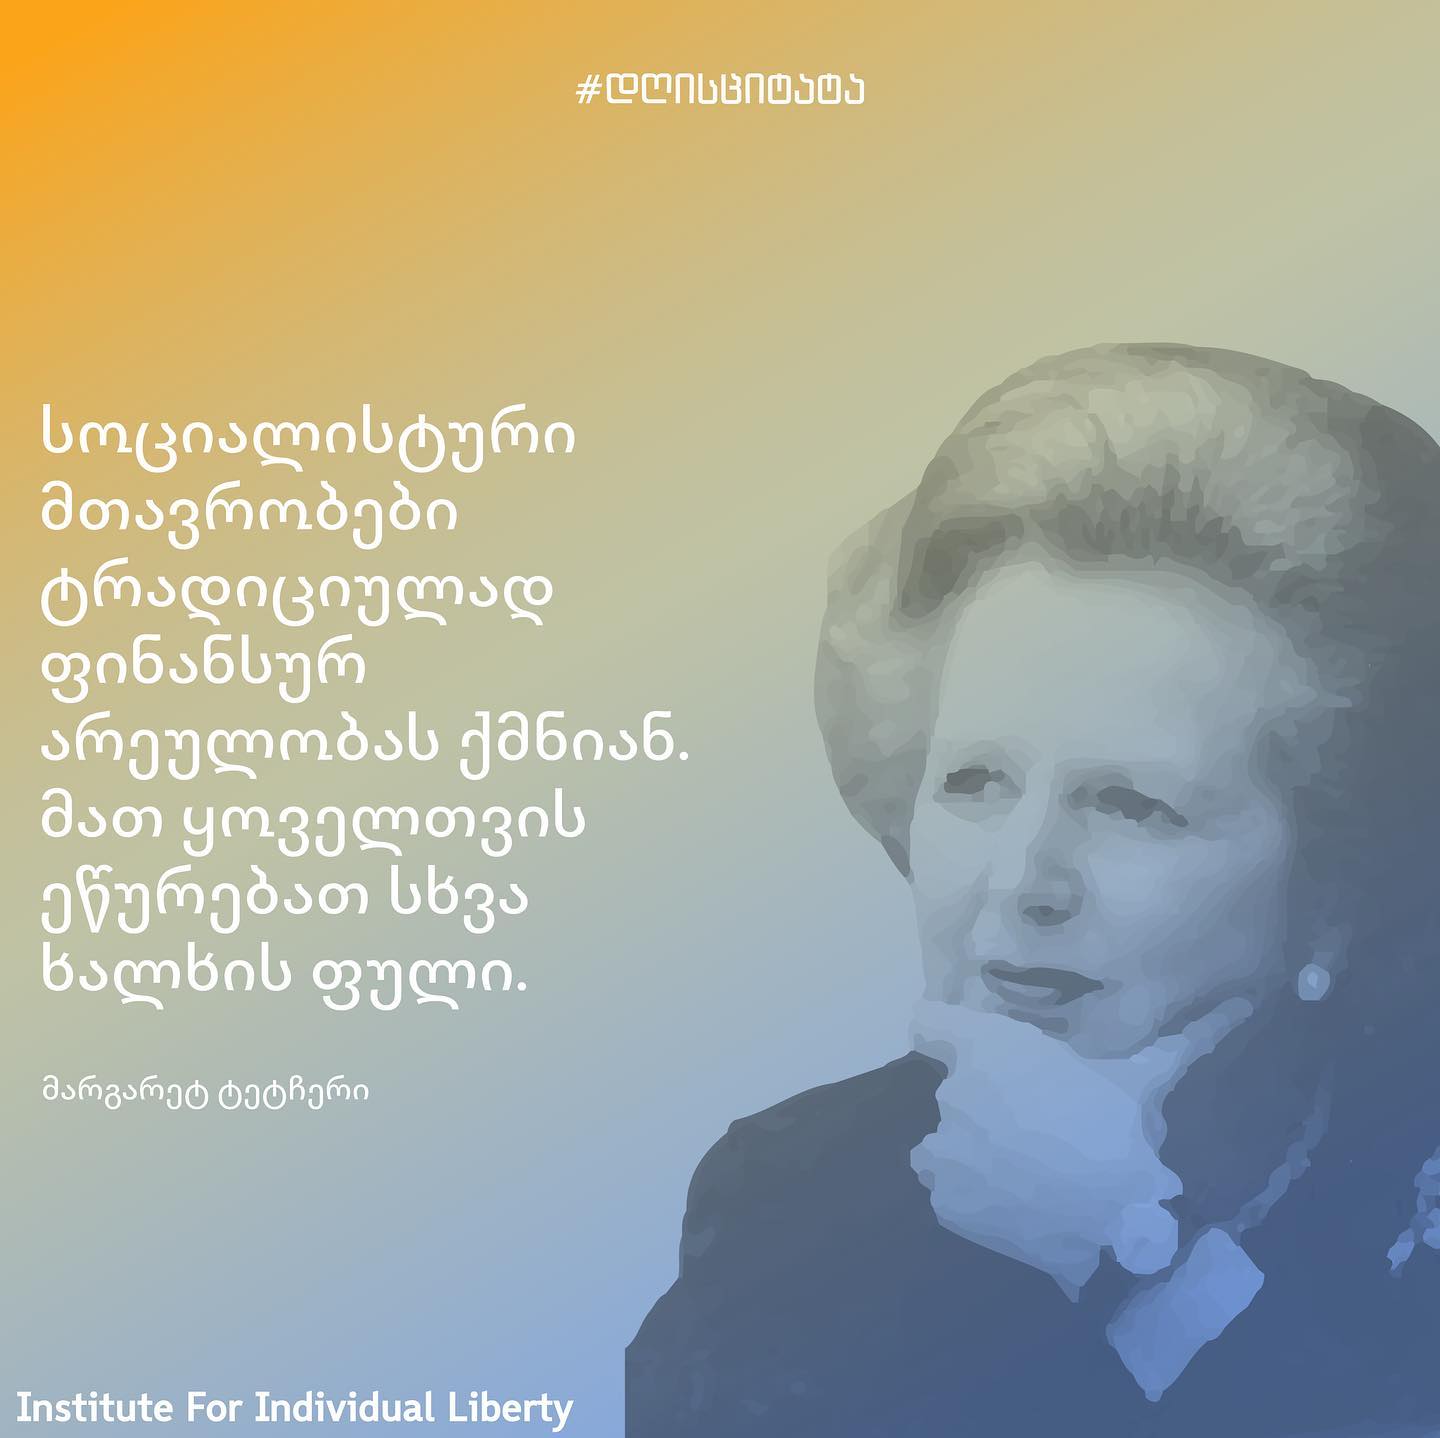 #დღისციტატა
სოციალისტური
მთავრობები
ტრადიციულად
ფინანსურ
არეულობას ქმნიან.
მათ ყოველთვის
ეწურებათ სხვა
ხალხის ფული.
მარგარეტ ტეტჩერი
Institute For Individual Liberty